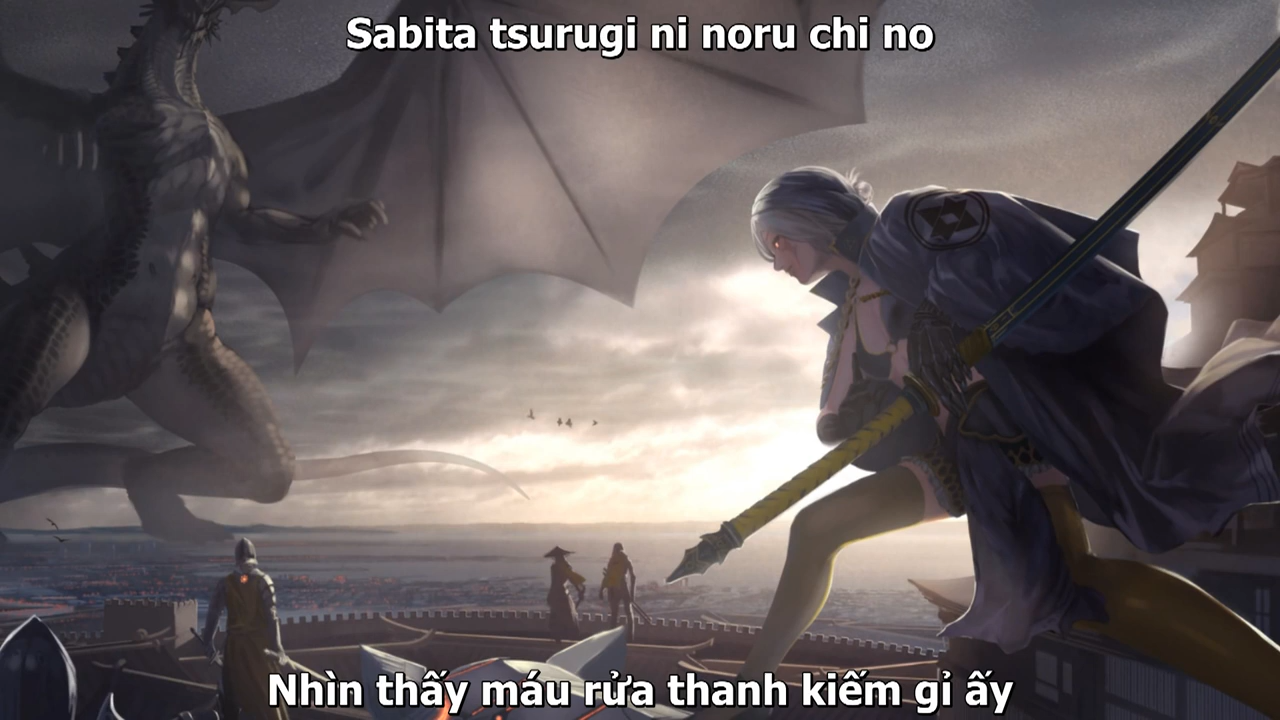 Sabita tsurugi ni noru chi no
Nhìn thấy máu rửa thanh kiếm gỉ ấy